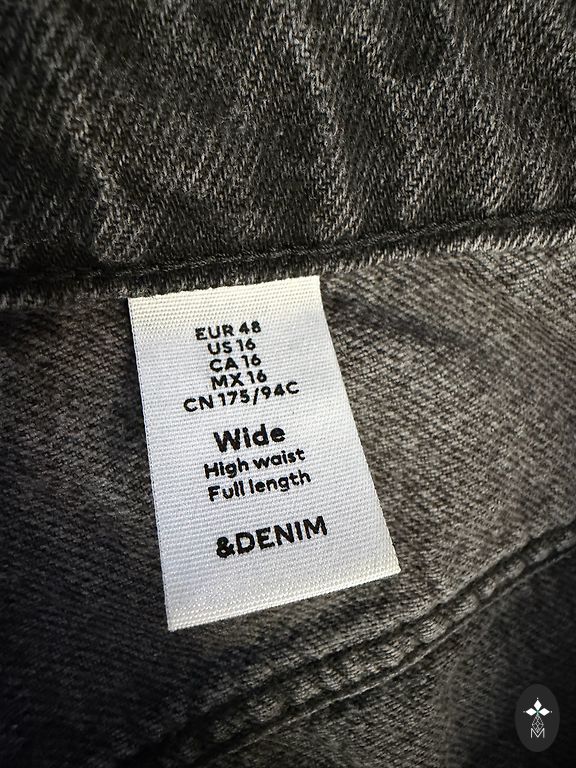 EUR 48
US 16
CA 16
MX 16
CN 175/94C
Wide
High waist
Full length
&DENIM
M